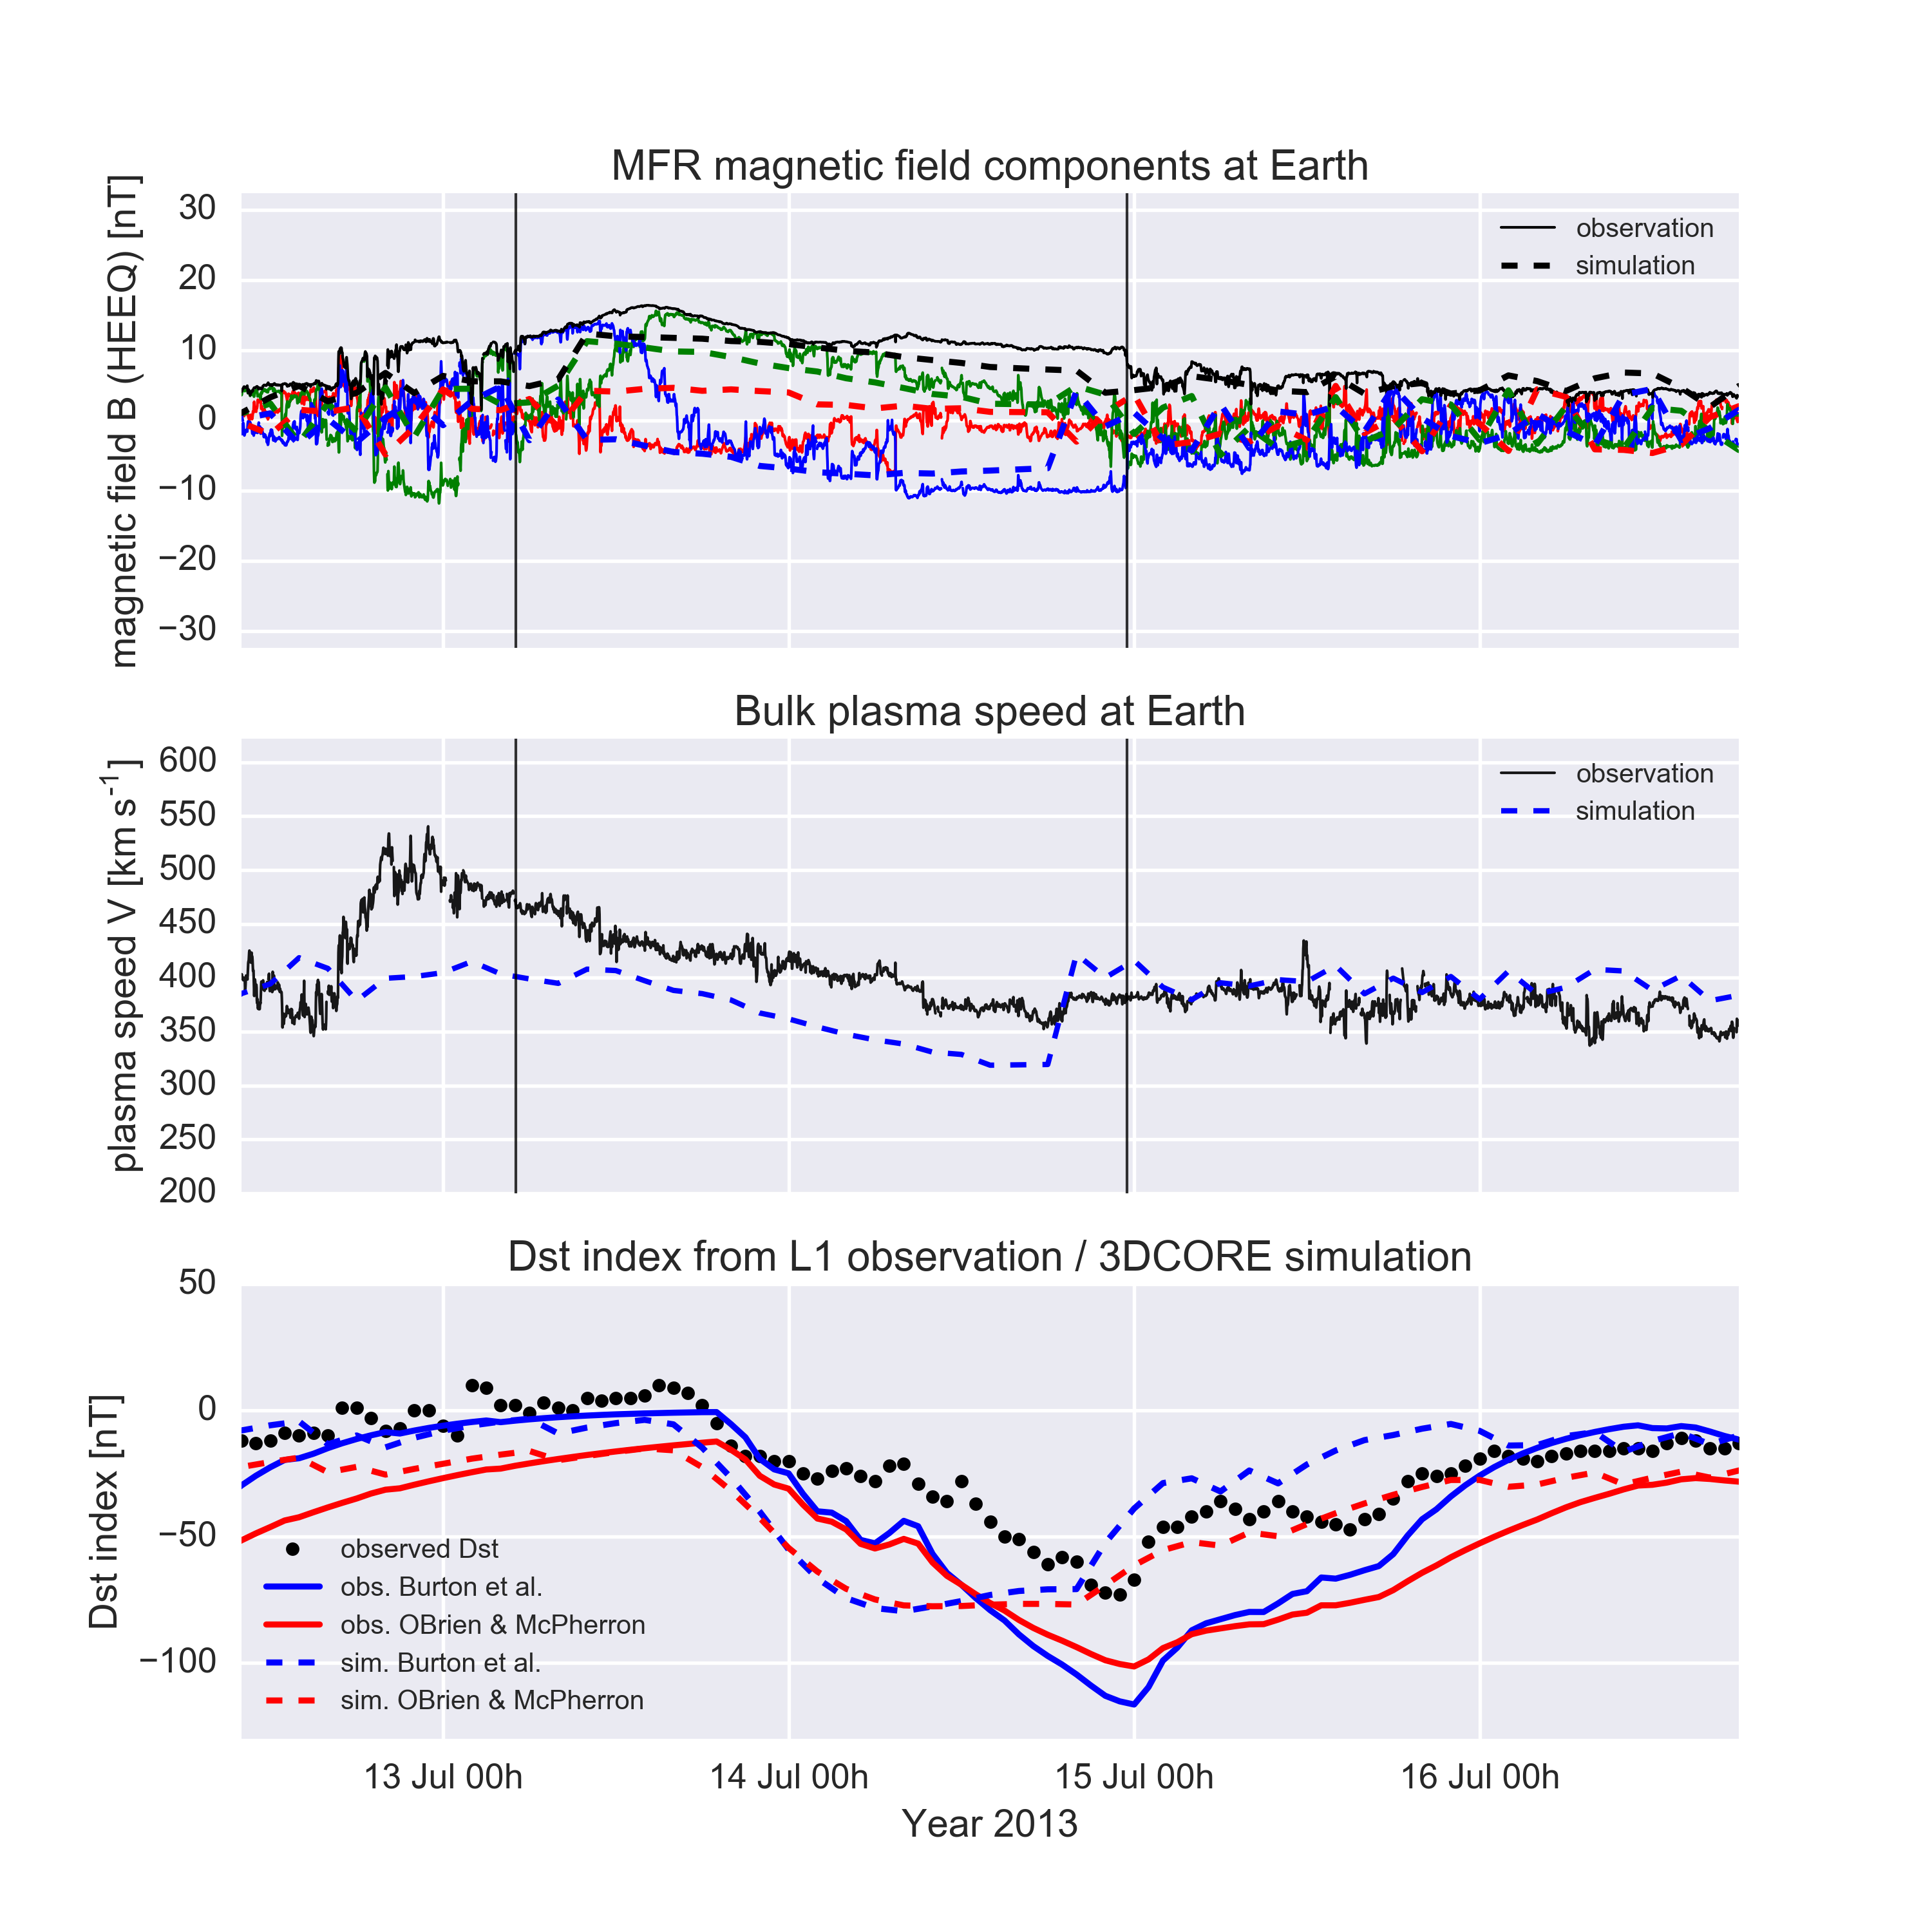 MFR magnetic field components at Earth
magnetic field B (HEEQ) [nT]
30
20
10
0
−10
−20
−30
observation
simulation
Bulk plasma speed at Earth
plasma speed V [km s-1]
600
550
500
450
400
350
300
250
200
observation
simulation
Dst index from L1 observation / 3DCORE simulation
Dst index [nT]
50
0
−50
−100
observed Dst
obs. Burton et al.
obs. OBrien & McPherron
sim. Burton et al.
sim. OBrien & McPherron
13 Jul 00h
14 Jul 00h
15 Jul 00h
16 Jul 00h
Year 2013